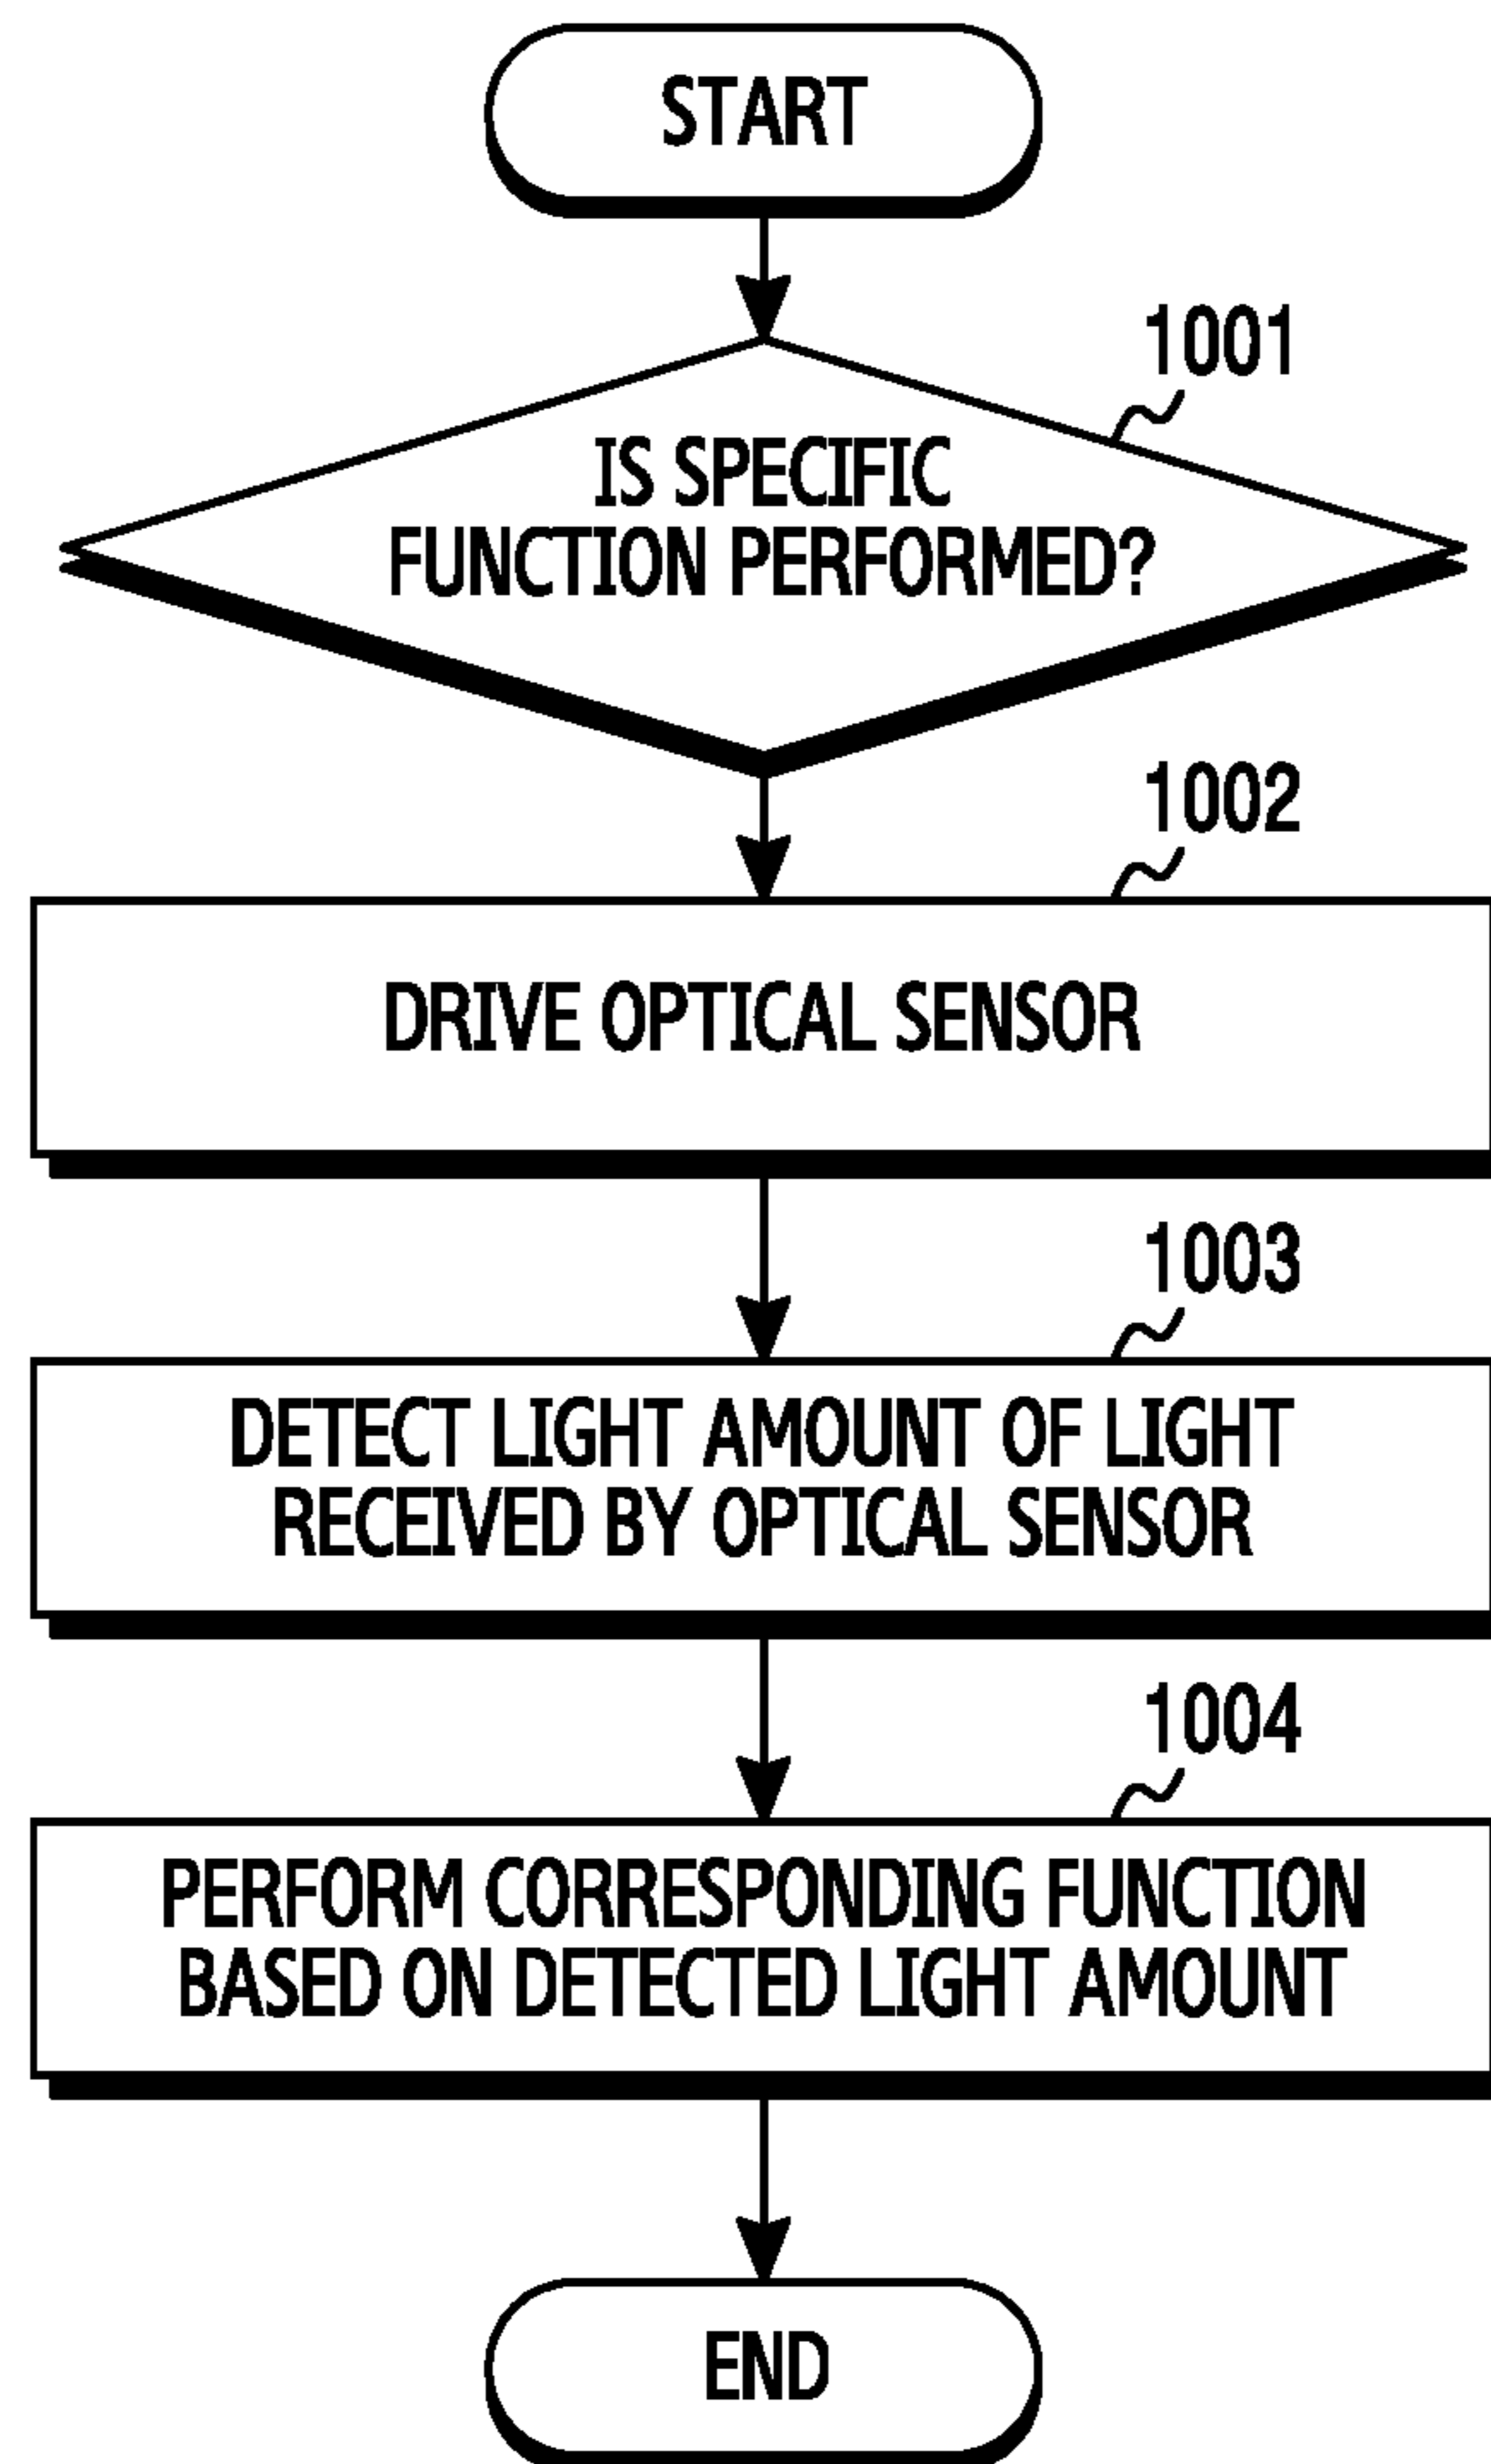 START
1001
IS SPECIFIC
FUNCTION PERFORMED?
1002
DRIVE OPTICAL SENSOR
1003
DETECT LIGHT AMOUNT OF LIGHT
RECEIVED BY OPTICAL SENSOR
1004
PERFORM CORRESPONDING FUNCTION
BASED ON DETECTED LIGHT AMOUNT
END